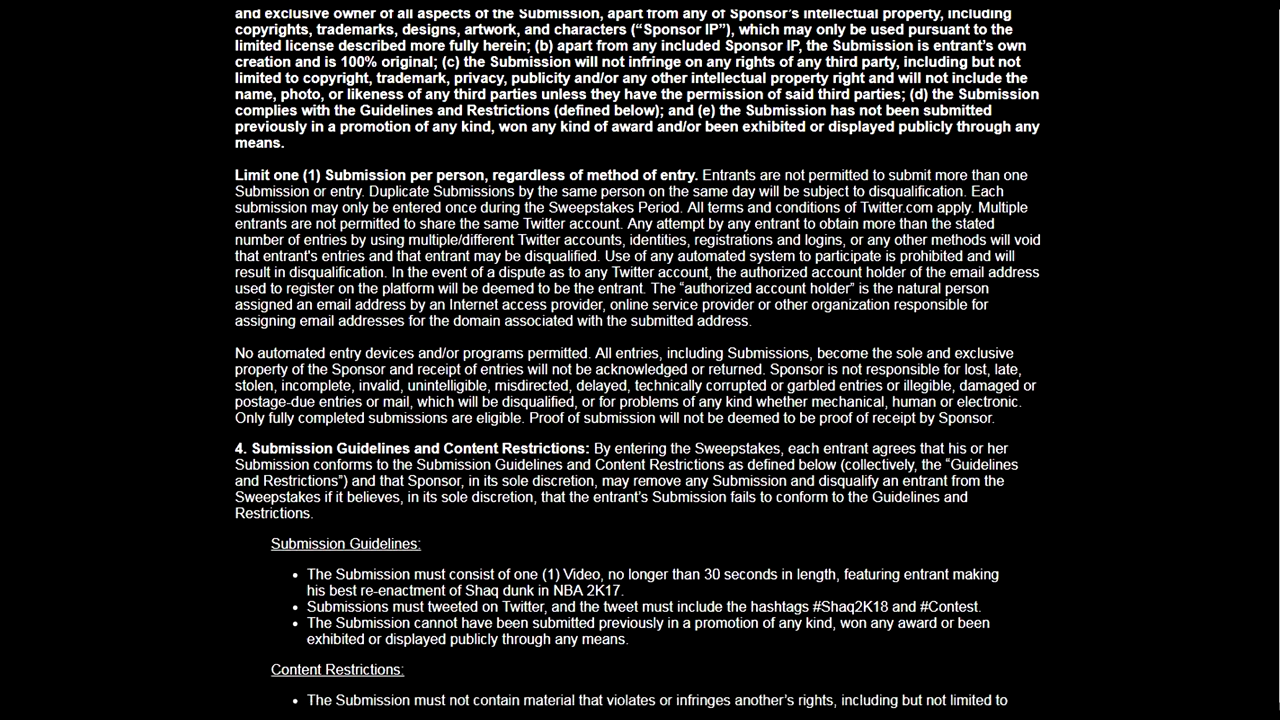 and exclusive owner of all aspects of the Submission, apart from any of Sponsor's intellectual property, including
copyrights, trademarks, designs, artwork, and characters (“Sponsor IP”), which may only be used pursuant to the
limited license described more fully herein; (b) apart from any included Sponsor IP, the Submission is entrant's own
creation and is 100% original; (c) the Submission will not infringe on any rights of any third party, including but not
limited to copyright, trademark, privacy, publicity and/or any other intellectual property right and will not include the
name, photo, or likeness of any third parties unless they have the permission of said third parties; (d) the Submission
complies with the Guidelines and Restrictions (defined below); and (e) the Submission has not been submitted
previously in a promotion of any kind, won any kind of award and/or been exhibited or displayed publicly through any
means.
Limit one (1) Submission per person, regardless of method of entry. Entrants are not permitted to submit more than one
Submission or entry. Duplicate Submissions by the same person on the same day will be subject to disqualification. Each
submission may only be entered once during the Sweepstakes Period. All terms and conditions of Twitter.com apply. Multiple
entrants are not permitted to share the same Twitter account. Any attempt by any entrant to obtain more than the stated
number of entries by using multiple/different Twitter accounts, identities, registrations and logins, or any other methods will void
that entrant's entries and that entrant may be disqualified. Use of any automated system to participate is prohibited and will
result in disqualification. In the event of a dispute as to any Twitter account, the authorized account holder of the email address
used to register on the platform will be deemed to be the entrant. The “authorized account holder” is the natural person
assigned an email address by an Internet access provider, online service provider or other organization responsible for
assigning email addresses for the domain associated with the submitted address.
No automated entry devices and/or programs permitted. All entries, including Submissions, become the sole and exclusive
property of the Sponsor and receipt of entries will not be acknowledged or returned. Sponsor is not responsible for lost, late,
stolen, incomplete, invalid, unintelligible, misdirected, delayed, technically corrupted or garbled entries or illegible, damaged or
postage-due entries or mail, which will be disqualified, or for problems of any kind whether mechanical, human or electronic.
Only fully completed submissions are eligible. Proof of submission will not be deemed to be proof of receipt by Sponsor.
4. Submission Guidelines and Content Restrictions: By entering the Sweepstakes, each entrant agrees that his or her
Submission conforms to the Submission Guidelines and Content Restrictions as defined below (collectively, the “Guidelines
and Restrictions”) and that Sponsor, in its sole discretion, may remove any Submission and disqualify an entrant from the
Sweepstakes if it believes, in its sole discretion, that the entrant's Submission fails to conform to the Guidelines and
Restrictions.
Submission Guidelines:
• The Submission must consist of one (1) Video, no longer than 30 seconds in length, featuring entrant making
his best re-enactment of Shaq dunk in NBA 2K17.
• Submissions must tweeted on Twitter, and the tweet must include the hashtags #Shaq2K18 and #Contest.
• The Submission cannot have been submitted previously in a promotion of any kind, won any award or been
exhibited or displayed publicly through any means.
Content Restrictions:
• The Submission must not contain material that violates or infringes another's rights, including but not limited to